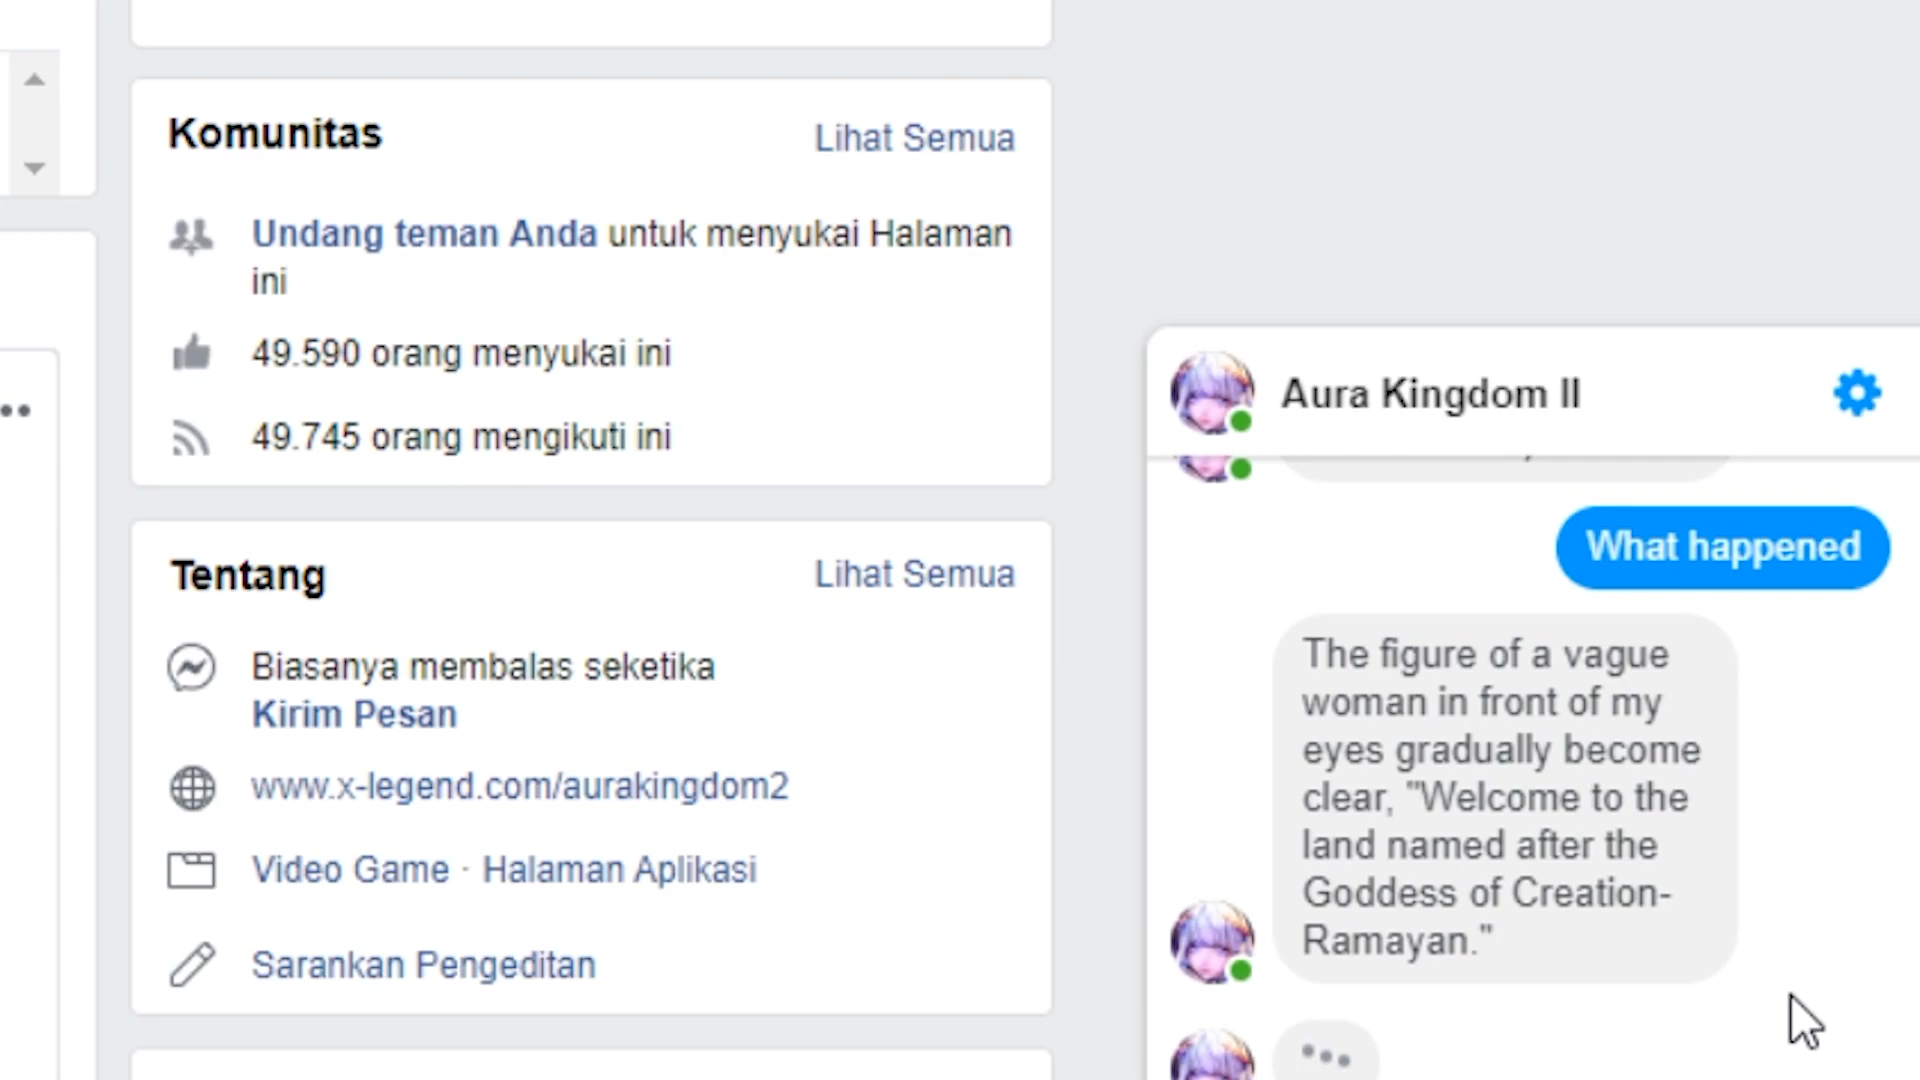 Komunitas
Lihat Semua
Undang teman Anda untuk menyukai Halaman
ini
49.590 orang menyukai ini
49.745 orang mengikuti ini
Tentang
Lihat Semua
Biasanya membalas seketika
Kirim Pesan
www.x-legend.com/aurakingdom2
Video Game · Halaman Aplikasi
Sarankan Pengeditan
Aura Kingdom II
What happened
The figure of a vague
woman in front of my
eyes gradually become
clear, "Welcome to the
land named after the
Goddess of Creation-
Ramayan."